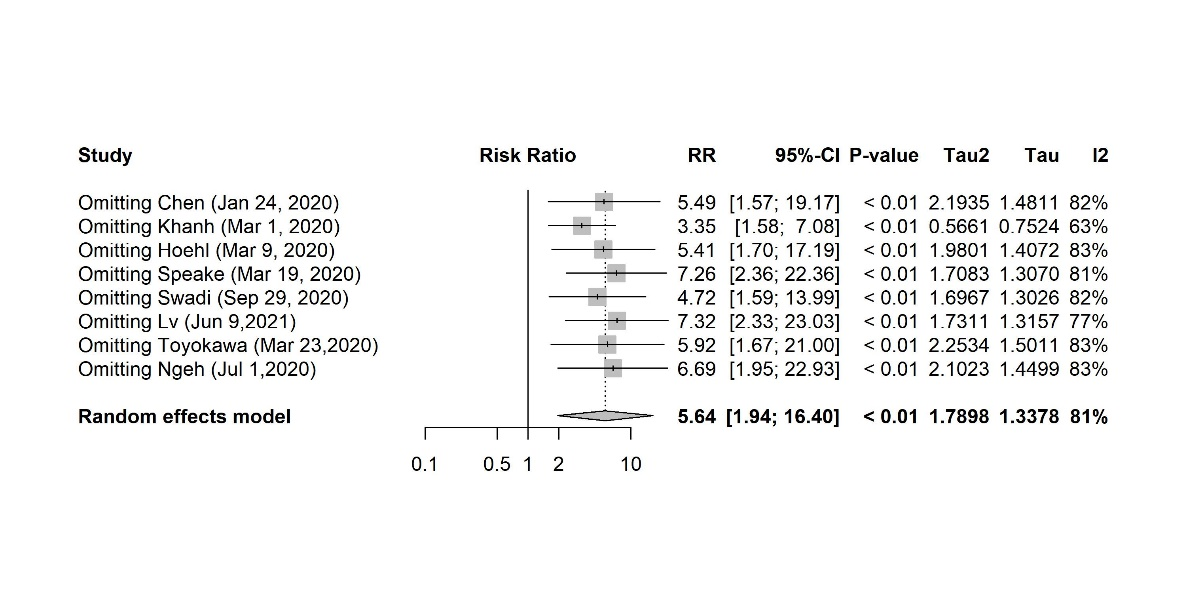 Study Risk Ratio RR 95%-CI P-value Tau2 Tau I2
Omitting Chen (Jan 24, 2020) 5.49 [1.57; 19.17] < 0.01 2.1935 1.4811 82%
Omitting Khanh (Mar 1, 2020) 3.35 [1.58; 7.08] < 0.01 0.5661 0.7524 63%
Omitting Hoehl (Mar 9, 2020) 5.41 [1.70; 17.19] < 0.01 1.9801 1.4072 83%
Omitting Speake (Mar 19, 2020) 7.26 [2.36; 22.36] < 0.01 1.7083 1.3070 81%
Omitting Swadi (Sep 29, 2020) 4.72 [1.59; 13.99] < 0.01 1.6967 1.3026 82%
Omitting Lv (Jun 9,2021) 7.32 [2.33; 23.03] < 0.01 1.7311 1.3157 77%
Omitting Toyokawa (Mar 23,2020) 5.92 [1.67; 21.00] < 0.01 2.2534 1.5011 83%
Omitting Ngeh (Jul 1,2020) 6.69 [1.95; 22.93] < 0.01 2.1023 1.4499 83%
Random effects model 5.64 [1.94; 16.40] < 0.01 1.7898 1.3378 81%
0.1 0.5 1 2 10